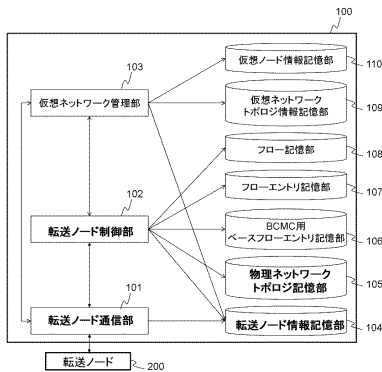 100
103
仮想ネットワーク管理部
仮想ノード情報記憶部
110
仮想ネットワーク
トポロジ情報記憶部
109
フロー記憶部
108
フローエントリ記憶部
107
102
転送ノード制御部
BCMC用
ベースフローエントリ記憶部
106
物理ネットワーク
トポロジ記憶部
105
101
転送ノード通信部
転送ノード情報記憶部
104
転送ノード
200